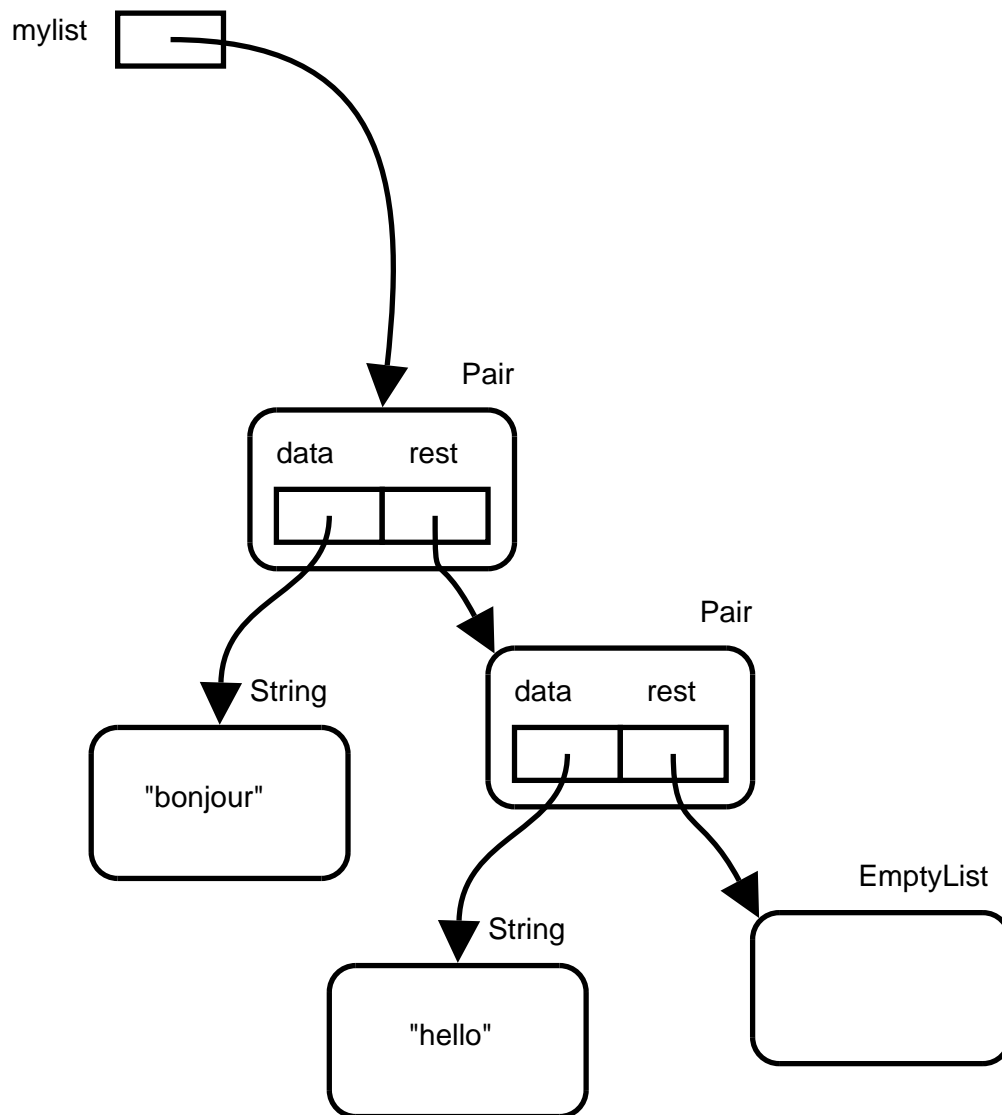 mylist
Pair
data rest
Pair
String
data rest
"bonjour"
EmptyList
String
"hello"